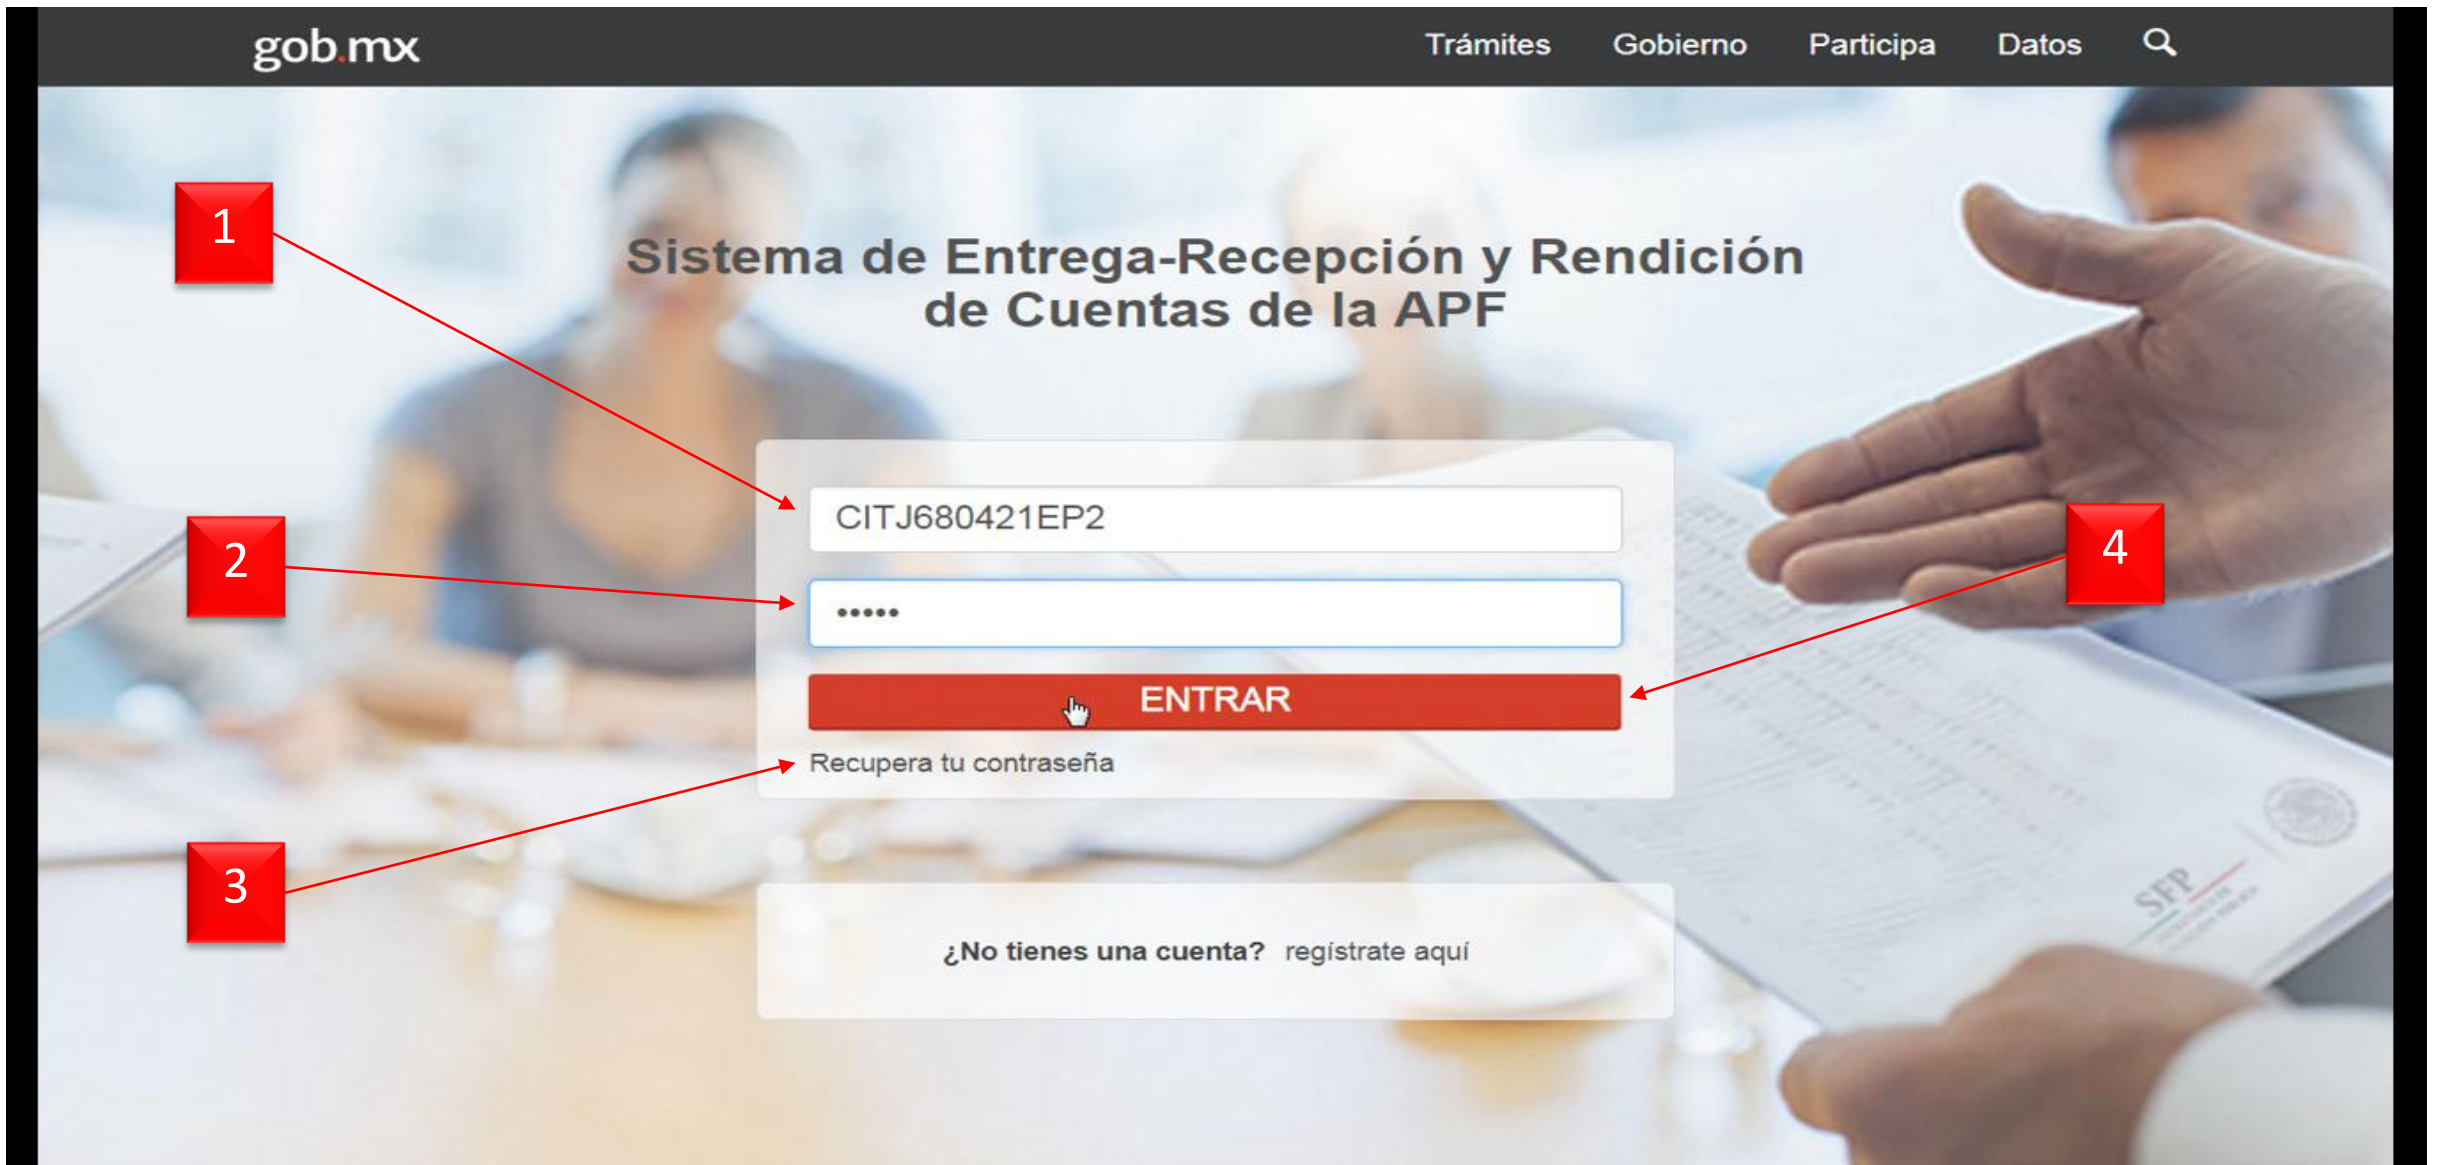 gob.mx
Trámites Gobierno Participa Datos
1
Sistema de Entrega-Recepción y Rendición
de Cuentas de la APF
CITJ680421EP2
2
•••••
4
ENTRAR
Recupera tu contraseña
3
SFP
¿No tienes una cuenta? regístrate aquí